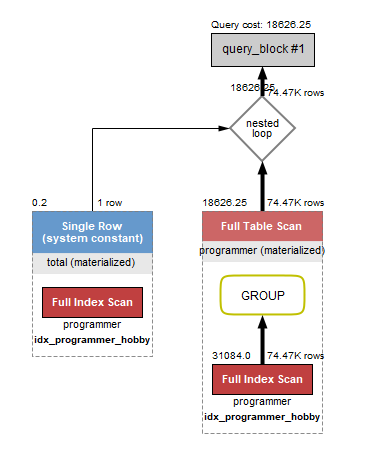 Query cost: 18626.25
query_block #1
18626.25
74.47K rows
nested
loop
0.2
1 row
18626.25
74.47K rows
Single Row
(system constant)
Full Table Scan
total (materialized)
programmer (materialized)
Full Index Scan
programmer
idx_programmer_hobby
GROUP
31084.0
74.47K rows
Full Index Scan
programmer
idx_programmer_hobby